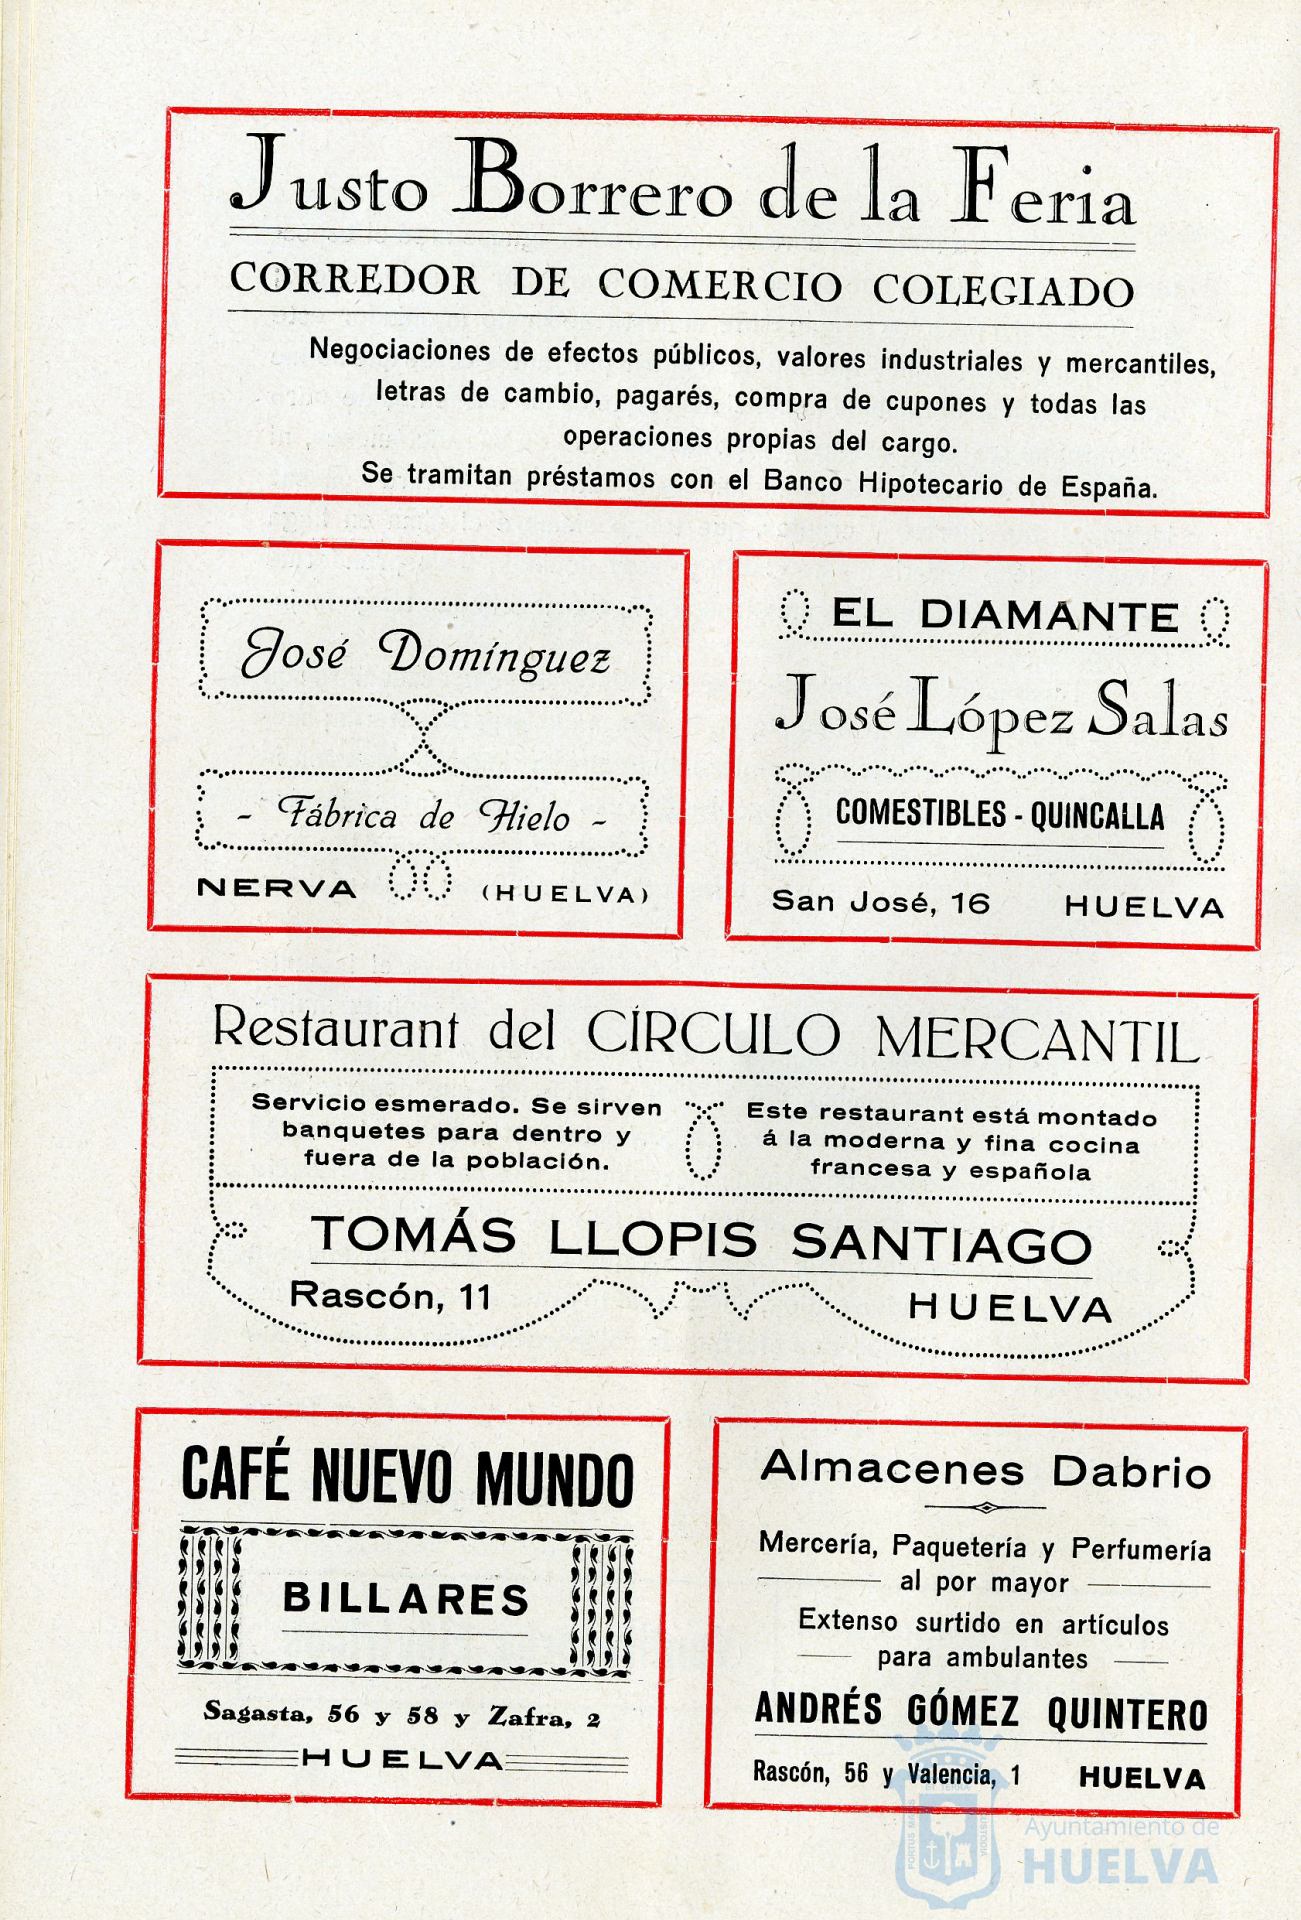 Justo Borrero de la Feria
CORREDOR DE COMERCIO COLEGIADO
Negociaciones de efectos públicos, valores industriales y mercantiles,
letras de cambio, pagarés, compra de cupones y todas las
operaciones propias del cargo.
Se tramitan préstamos con el Banco Hipotecario de España.
José Domínguez
- Fábrica de Hielo -
NERVA (HUELVA)
EL DIAMANTE
José López Salas
COMESTIBLES - QUINCALLA
San José, 16 HUELVA
Restaurant del CÍRCULO MERCANTIL
Servicio esmerado. Se sirven
banquetes para dentro y
fuera de la población.
Este restaurant está montado
á la moderna y fina cocina
francesa y española
TOMÁS LLOPIS SANTIAGO
Rascón, 11 HUELVA
CAFÉ NUEVO MUNDO
BILLARES
Sagasta, 56 y 58 y Zafra, 2
HUELVA
Almacenes Dabrio
Mercería, Paquetería y Perfumería
al por mayor
Extenso surtido en artículos
para ambulantes
ANDRÉS GÓMEZ QUINTERO
Rascón, 56 y Valencia, 1 HUELVA
Ayuntamiento de
HUELVA